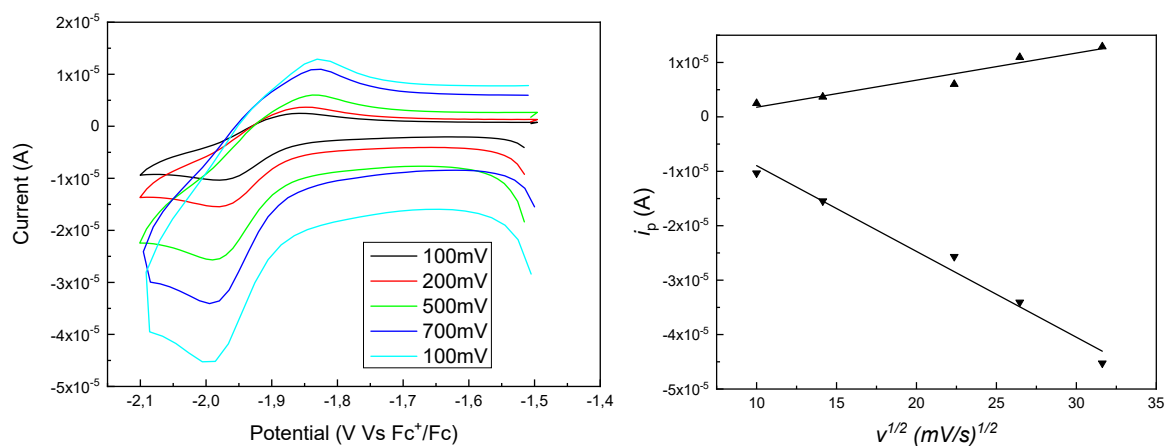 2x10⁻⁵
1x10⁻⁵
0
-1x10⁻⁵
-2x10⁻⁵
-3x10⁻⁵
-4x10⁻⁵
-5x10⁻⁵
Current (A)
100mV
200mV
500mV
700mV
100mV
-2,1 -2,0 -1,9 -1,8 -1,7 -1,6 -1,5 -1,4
Potential (V Vs Fc⁺/Fc)
1x10⁻⁵
0
-1x10⁻⁵
-2x10⁻⁵
-3x10⁻⁵
-4x10⁻⁵
-5x10⁻⁵
iₚ (A)
10 15 20 25 30 35
v^1/2 (mV/s)^1/2